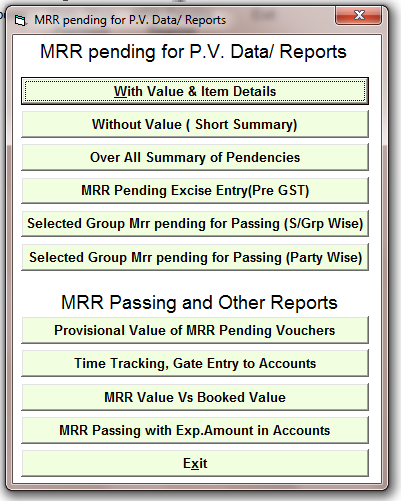 MRR pending for P.V. Data/ Reports
MRR pending for P.V. Data/ Reports
With Value & Item Details
Without Value ( Short Summary)
Over All Summary of Pendencies
MRR Pending Excise Entry(Pre GST)
Selected Group Mrr pending for Passing (S/Grp Wise)
Selected Group Mrr pending for Passing (Party Wise)
MRR Passing and Other Reports
Provisional Value of MRR Pending Vouchers
Time Tracking, Gate Entry to Accounts
MRR Value Vs Booked Value
MRR Passing with Exp.Amount in Accounts
Exit